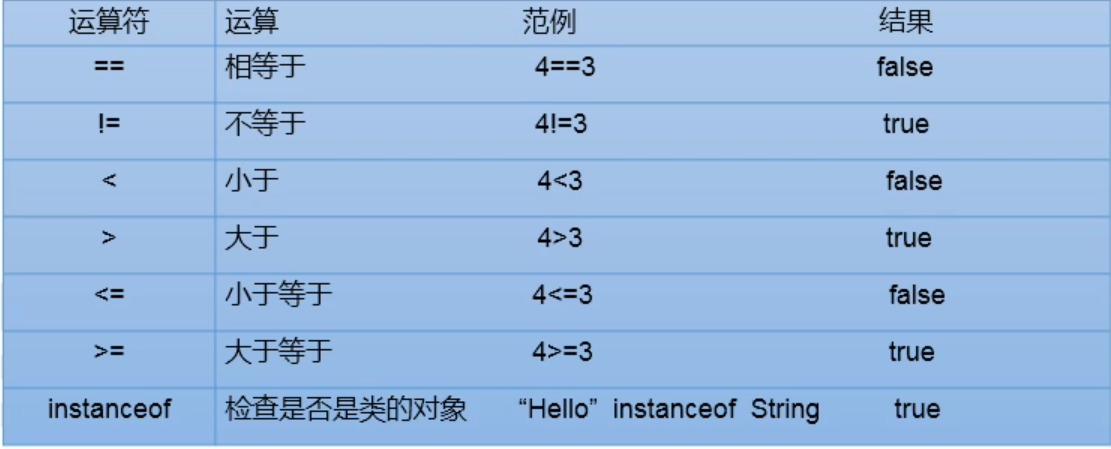 运算符 运算 范例 结果
== 相等于 4==3 false
!= 不等于 4!=3 true
< 小于 4<3 false
> 大于 4>3 true
<= 小于等于 4<=3 false
>= 大于等于 4>=3 true
instanceof 检查是否是类的对象 “Hello” instanceof String true